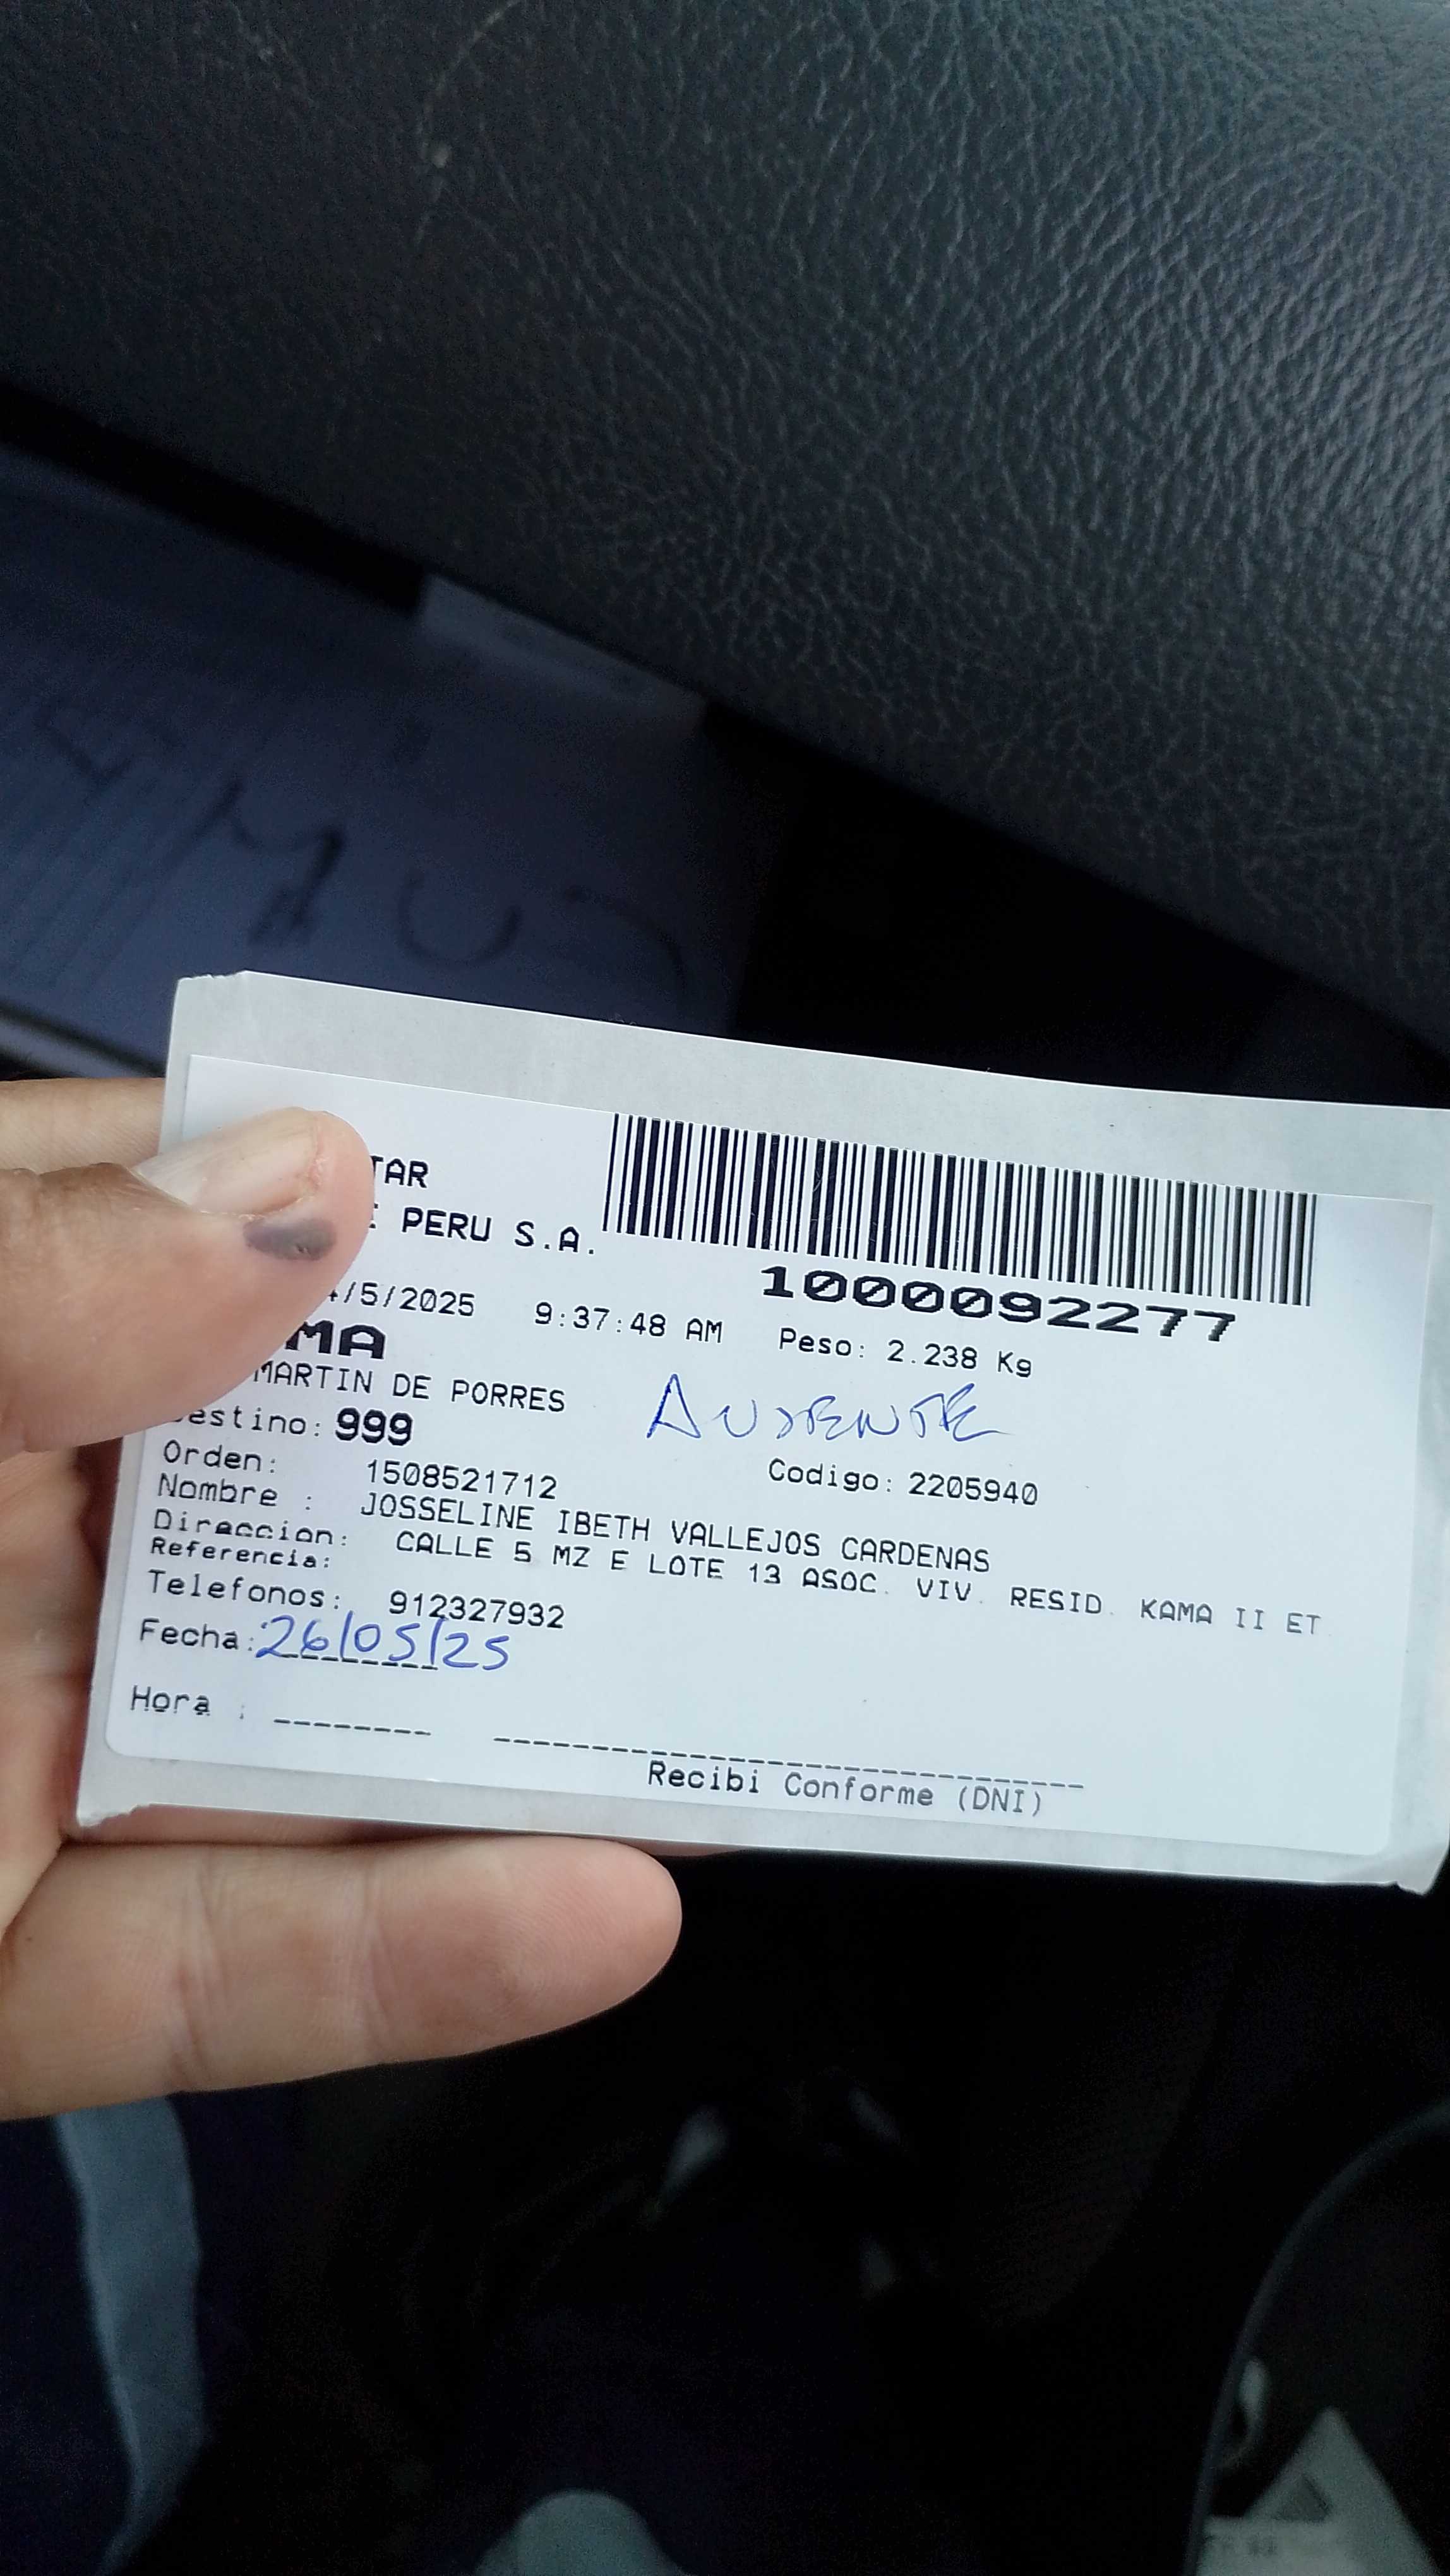 TAR
PERU S.A.
1000092277
/5/2025 9:37:48 AM Peso: 2.238 Kg
MA
MARTIN DE PORRES
AUSENTE
estino: 999
Orden: 1508521712 Codigo: 2205940
Nombre : JOSSELINE IBETH VALLEJOS CARDENAS
Direccion: CALLE 5 MZ E LOTE 13 ASOC. VIV. RESID. KAMA II ET.
Referencia:
Telefonos: 912327932
Fecha: 26/05/25
Hora :
Recibi Conforme (DNI)